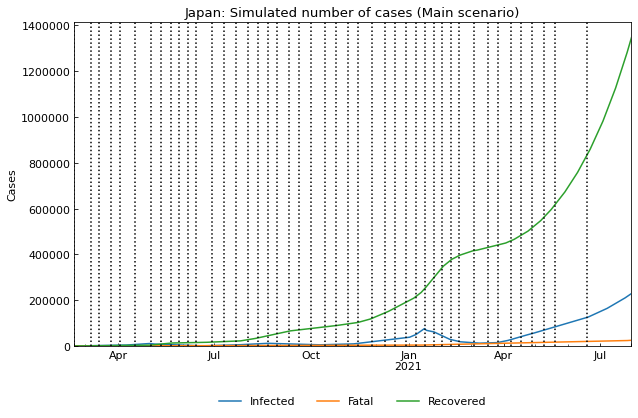 Japan: Simulated number of cases (Main scenario)
1400000
1200000
1000000
800000
600000
400000
200000
0
Cases
Apr Jul Oct Jan Apr Jul
2021
Infected Fatal Recovered